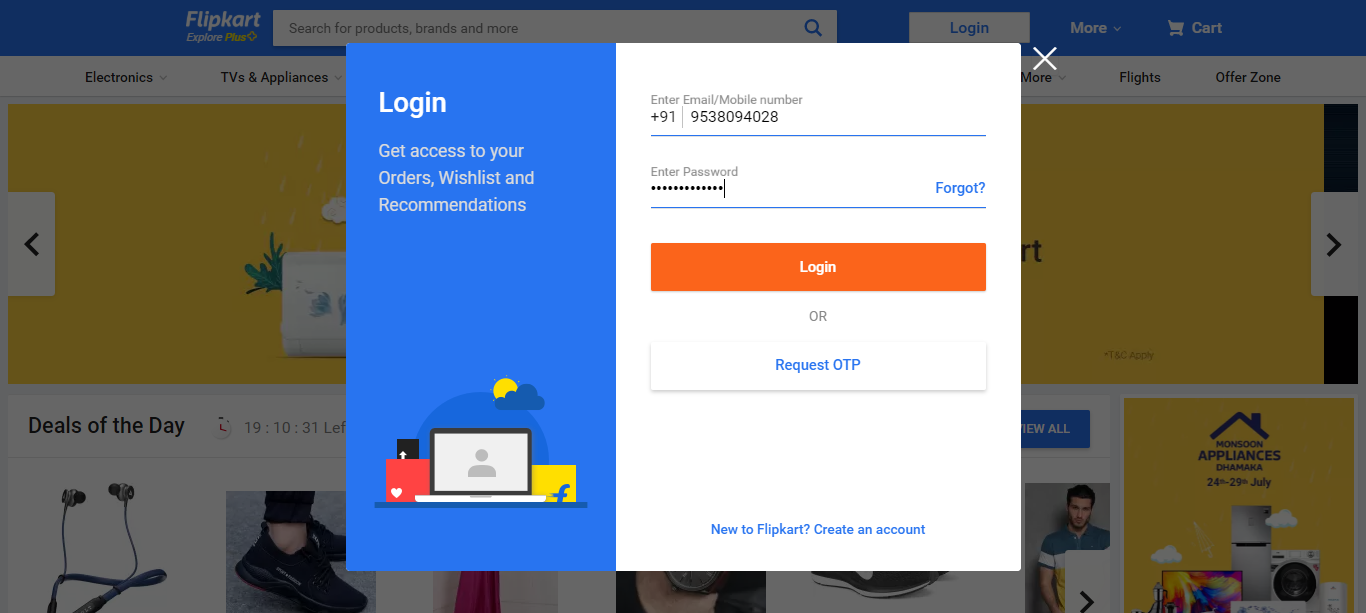 Flipkart
Explore Plus
Search for products, brands and more
Login
More
Cart
Electronics
TVs & Appliances
More
Flights
Offer Zone
Login
Get access to your
Orders, Wishlist and
Recommendations
Enter Email/Mobile number
+91 9538094028
Enter Password
•••••••••••••
Forgot?
Login
OR
Request OTP
New to Flipkart? Create an account
rt
*T&C Apply
Deals of the Day
19 : 10 : 31 Lef
VIEW ALL
MONSOON
APPLIANCES
DHAMAKA
24th-29th July